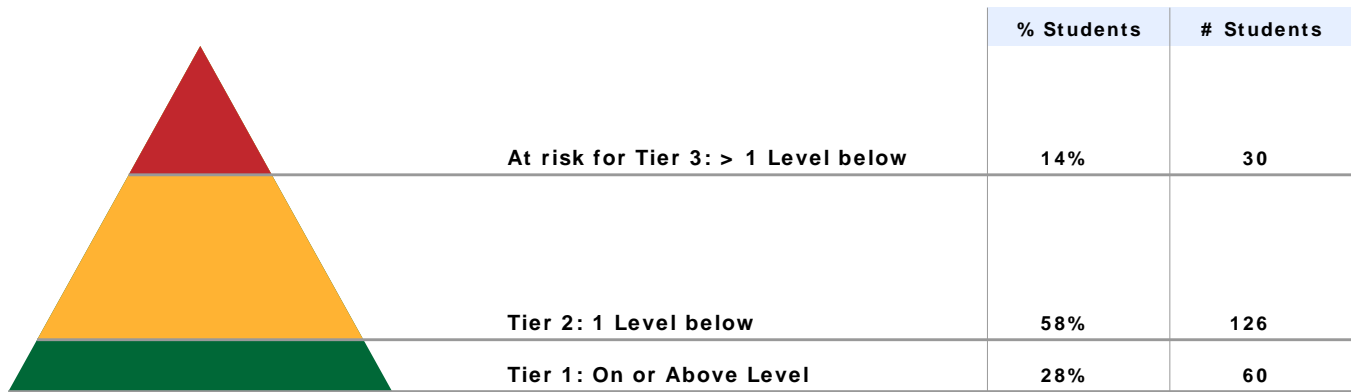 % Students # Students
At risk for Tier 3: > 1 Level below 14% 30
Tier 2: 1 Level below 58% 126
Tier 1: On or Above Level 28% 60